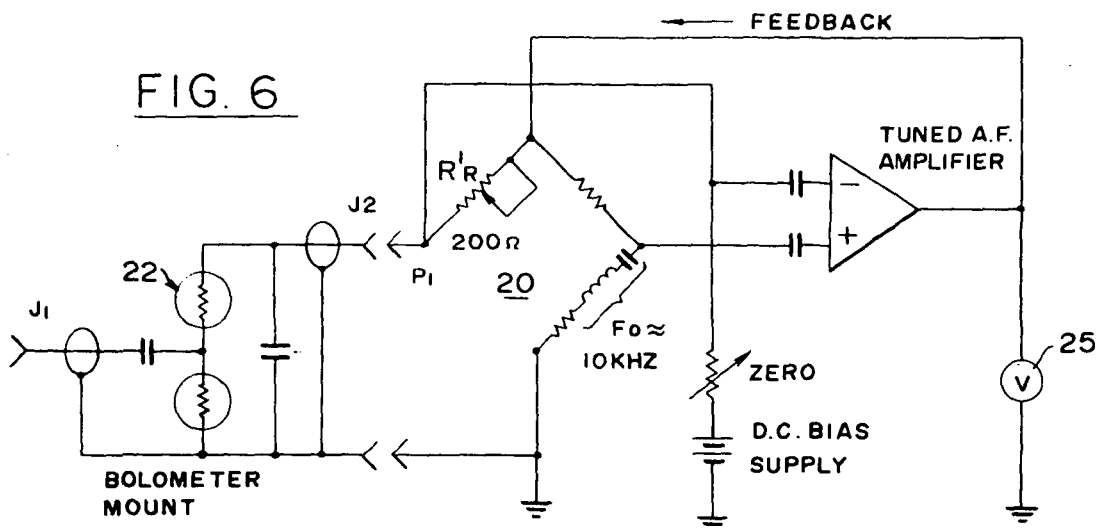 FEEDBACK
FIG. 6
TUNED A.F.
AMPLIFIER
R'R
J2
200Ω
P1
20
22
J1
Fo≈
10KHZ
−
+
ZERO
25
V
D.C. BIAS
SUPPLY
BOLOMETER
MOUNT